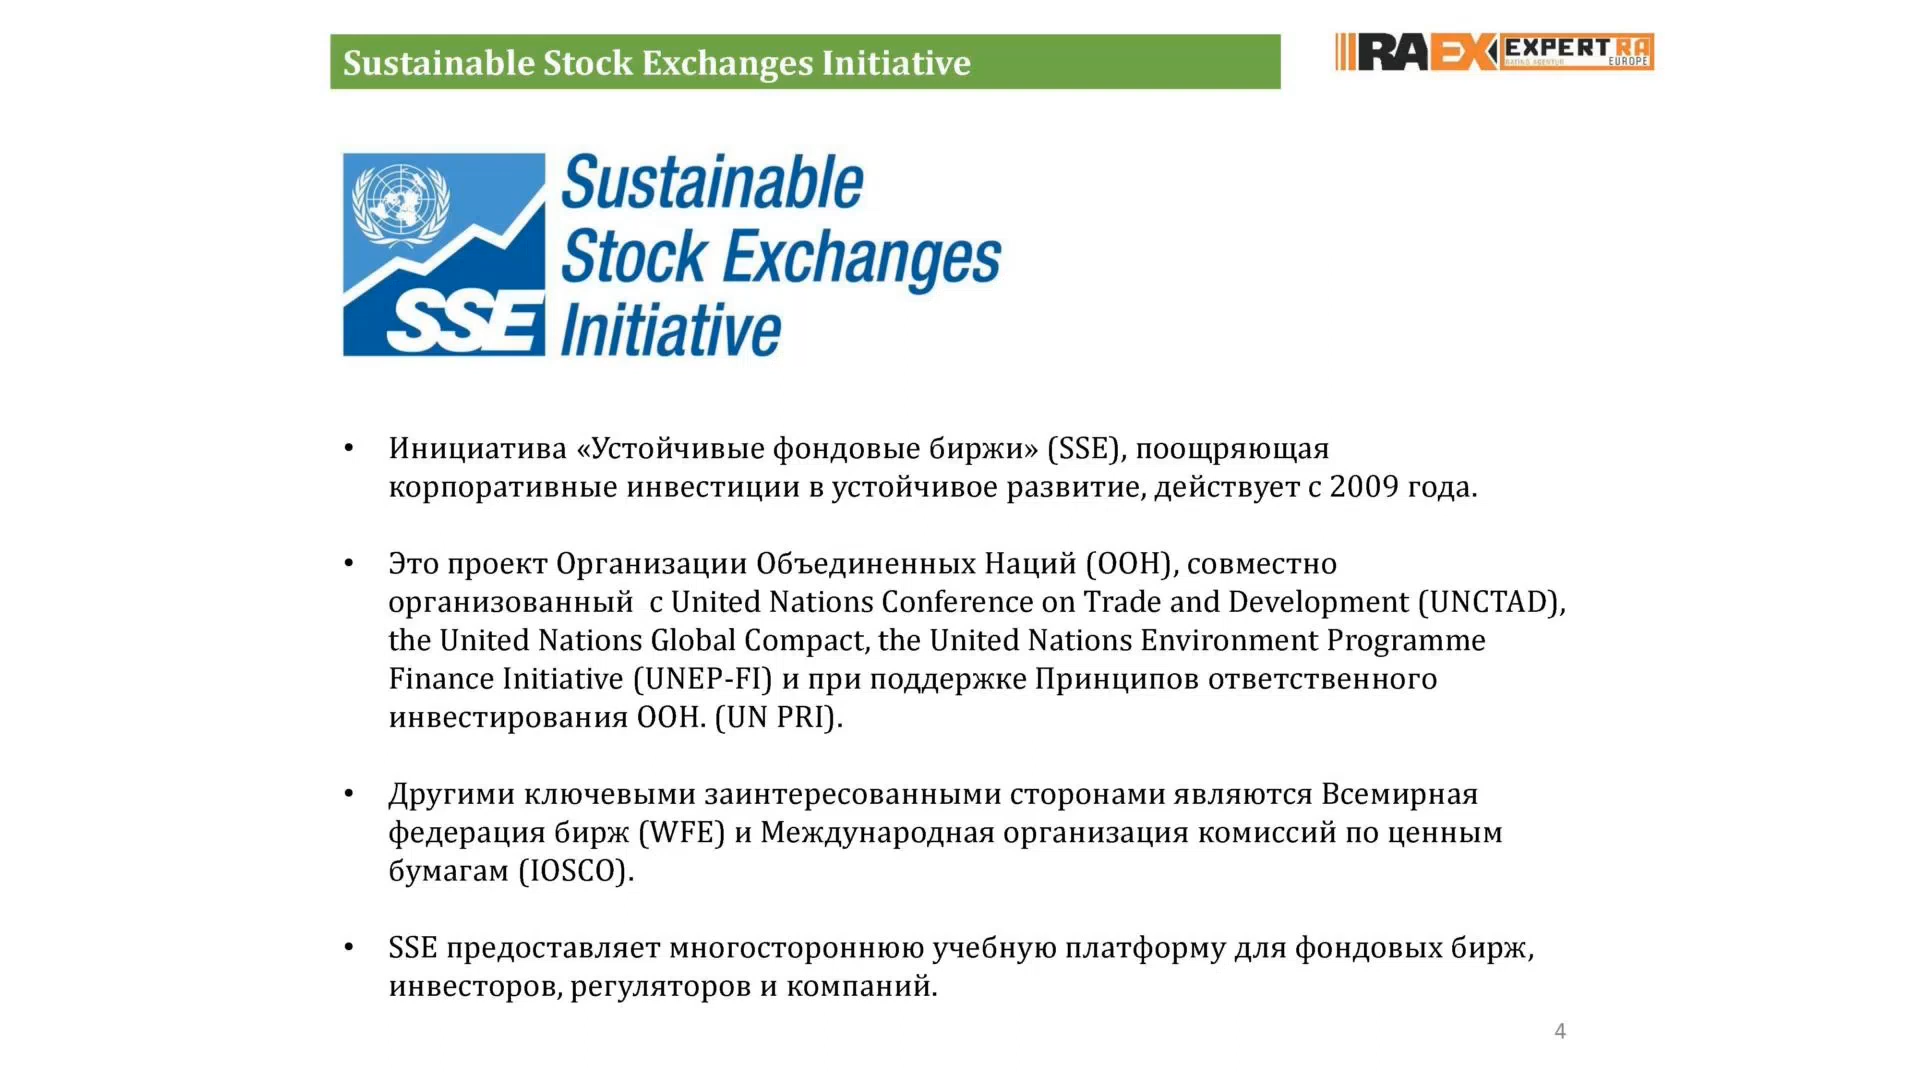 Sustainable Stock Exchanges Initiative
RAEX EXPERT RA
RATING AGENTUR EUROPE
Sustainable
Stock Exchanges
Initiative
SSE
• Инициатива «Устойчивые фондовые биржи» (SSE), поощряющая
корпоративные инвестиции в устойчивое развитие, действует с 2009 года.
• Это проект Организации Объединенных Наций (ООН), совместно
организованный с United Nations Conference on Trade and Development (UNCTAD),
the United Nations Global Compact, the United Nations Environment Programme
Finance Initiative (UNEP-FI) и при поддержке Принципов ответственного
инвестирования ООН. (UN PRI).
• Другими ключевыми заинтересованными сторонами являются Всемирная
федерация бирж (WFE) и Международная организация комиссий по ценным
бумагам (IOSCO).
• SSE предоставляет многостороннюю учебную платформу для фондовых бирж,
инвесторов, регуляторов и компаний.
4